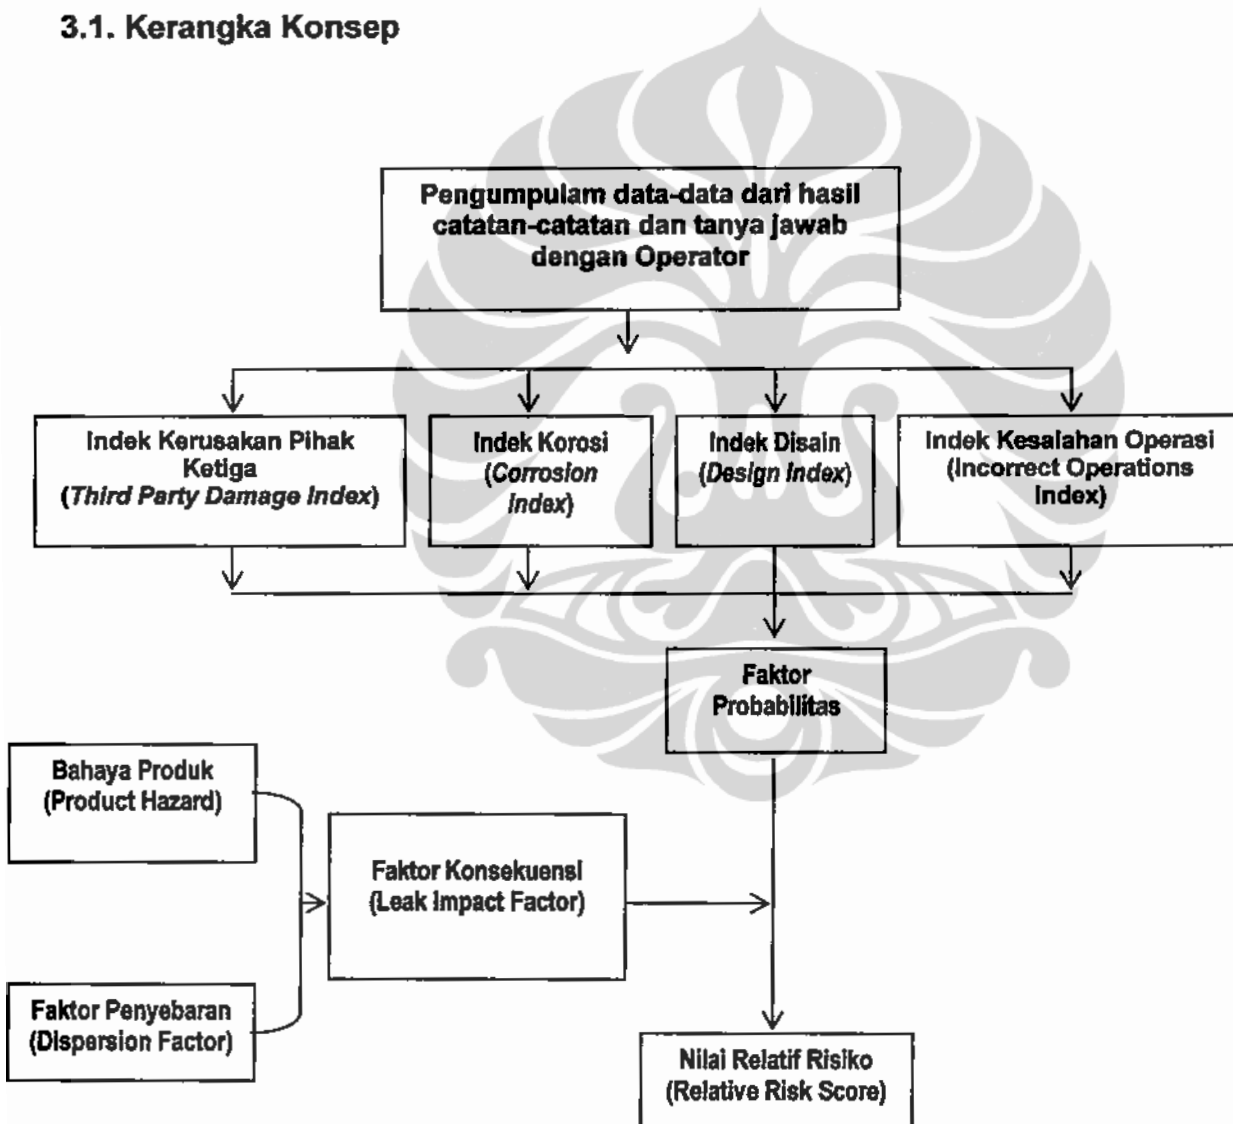 3.1. Kerangka Konsep
Pengumpulam data-data dari hasil
catatan-catatan dan tanya jawab
dengan Operator
Indek Kerusakan Pihak
Ketiga
(Third Party Damage Index)
Indek Korosi
(Corrosion
Index)
Indek Disain
(Design Index)
Indek Kesalahan Operasi
(Incorrect Operations
Index)
Faktor
Probabilitas
Bahaya Produk
(Product Hazard)
Faktor Konsekuensi
(Leak Impact Factor)
Faktor Penyebaran
(Dispersion Factor)
Nilai Relatif Risiko
(Relative Risk Score)